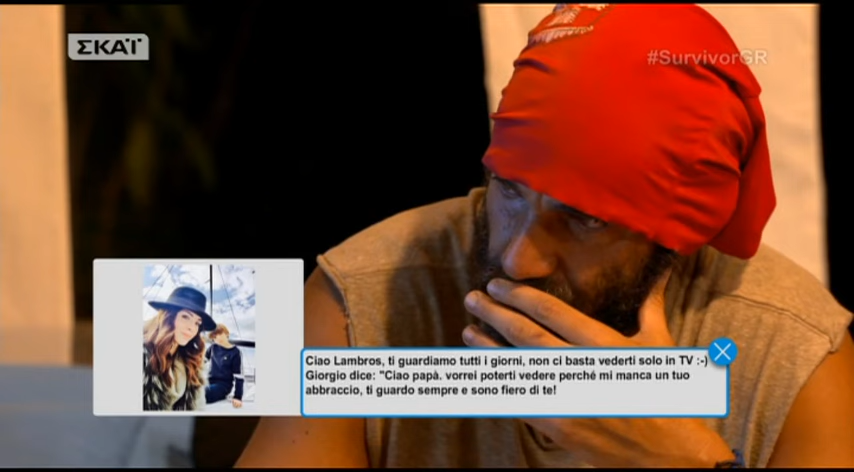 ΣΚΑΪ
#SurvivorGR
Ciao Lambros, ti guardiamo tutti i giorni, non ci basta vederti solo in TV :-)
Giorgio dice: "Ciao papà. vorrei poterti vedere perché mi manca un tuo
abbraccio, ti guardo sempre e sono fiero di te!